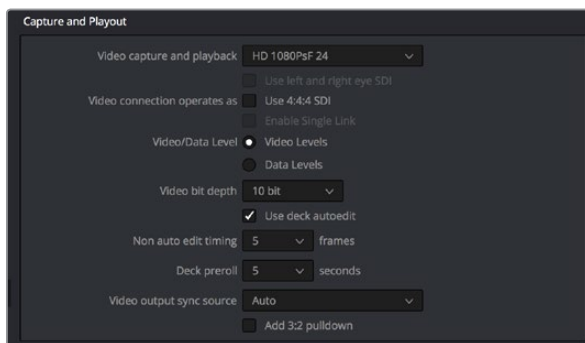 Capture and Playout
Video capture and playback HD 1080PsF 24
Use left and right eye SDI
Video connection operates as Use 4:4:4 SDI
Enable Single Link
Video/Data Level Video Levels
Data Levels
Video bit depth 10 bit
Use deck autoedit
Non auto edit timing 5 frames
Deck preroll 5 seconds
Video output sync source Auto
Add 3:2 pulldown